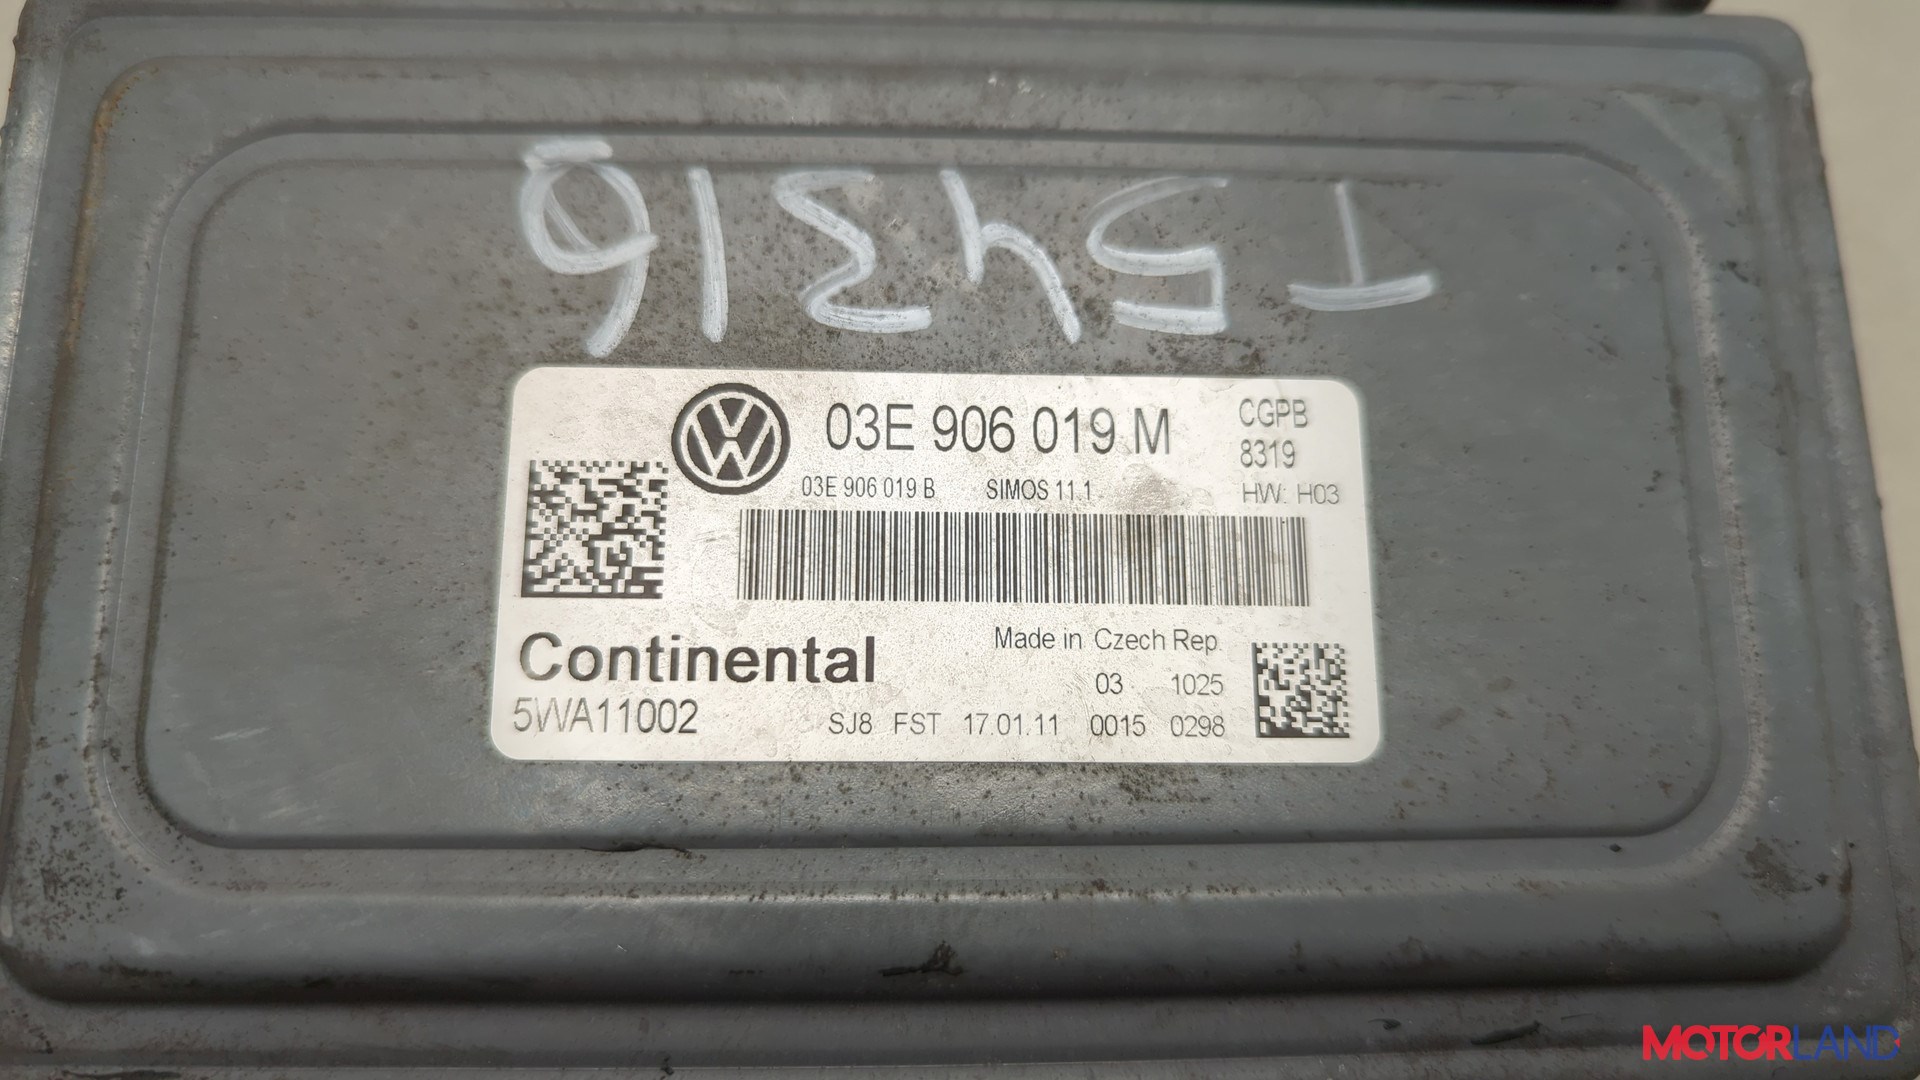 T54316
03E 906 019 M
CGPB
8319
03E 906 019 B SIMOS 11.1 HW: H03
Continental
Made in Czech Rep.
03 1025
5WA11002
SJ8 FST 17.01.11 0015 0298
MOTORLAND